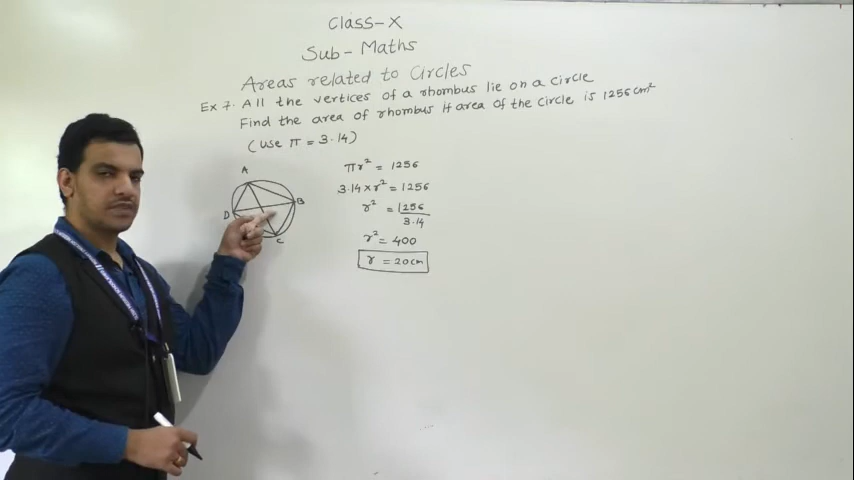 Class-X
Sub-Maths
Areas related to Circles
Ex 7. All the vertices of a rhombus lie on a circle
Find the area of rhombus if area of the circle is 1256 cm²
(Use π = 3.14)
A
B
D
C
πr² = 1256
3.14 × r² = 1256
r² = 1256
3.14
r² = 400
r = 20cm